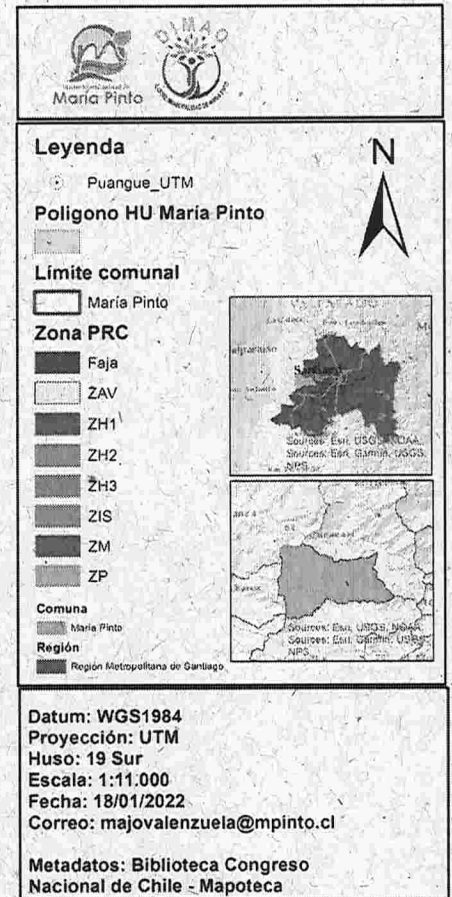 María Pinto
DIMAO
Leyenda
N
Puangue_UTM
Poligono HU María Pinto
Límite comunal
María Pinto
Zona PRC
Faja
ZAV
ZH1
ZH2
ZH3
ZIS
ZM
ZP
Santiago
Sources: Esri, USGS, NOAA,
Sources: Esri, Garmin, USGS,
NPS
Sources: Esri, USGS, NOAA
Sources: Esri, Garmin, USGS,
NPS
Comuna
María Pinto
Región
Región Metropolitana de Santiago
Datum: WGS1984
Proyección: UTM
Huso: 19 Sur
Escala: 1:11.000
Fecha: 18/01/2022
Correo: majovalenzuela@mpinto.cl
Metadatos: Biblioteca Congreso
Nacional de Chile - Mapoteca